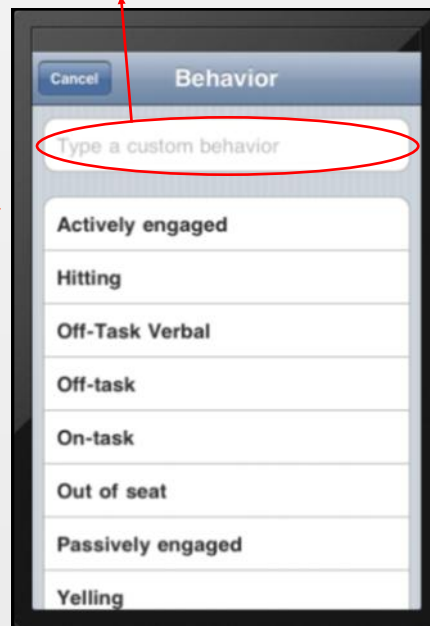 Cancel Behavior
Type a custom behavior
Actively engaged
Hitting
Off-Task Verbal
Off-task
On-task
Out of seat
Passively engaged
Yelling